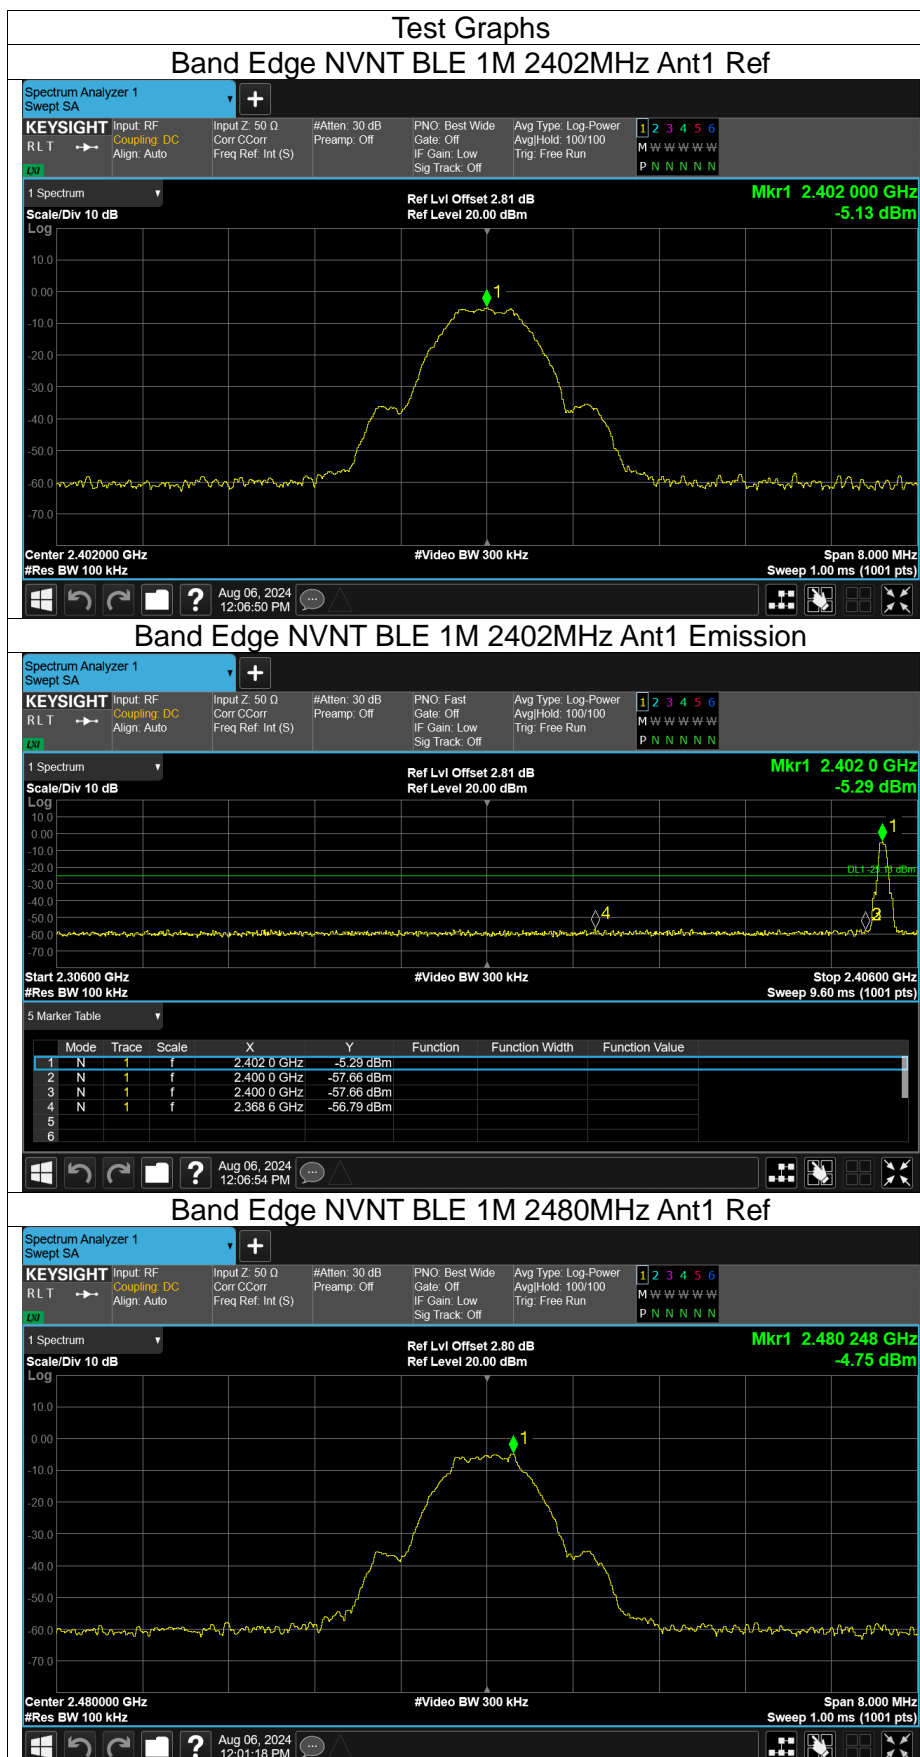 Test Graphs
Band Edge NVNT BLE 1M 2402MHz Ant1 Ref
Spectrum Analyzer 1
Swept SA
KEYSIGHT Input: RF Input Z: 50 Ω #Atten: 30 dB PNO: Best Wide Avg Type: Log-Power 1 2 3 4 5 6
R L T Coupling: DC Corr CCorr Preamp: Off Gate: Off Avg|Hold: 100/100 M W W W W W
Align: Auto Freq Ref: Int (S) IF Gain: Low Trig: Free Run
LXI Sig Track: Off P N N N N N
1 Spectrum Ref Lvl Offset 2.81 dB Mkr1 2.402 000 GHz
Scale/Div 10 dB Ref Level 20.00 dBm -5.13 dBm
Log
10.0
0.00 1
-10.0
-20.0
-30.0
-40.0
-50.0
-60.0
-70.0
Center 2.402000 GHz #Video BW 300 kHz Span 8.000 MHz
#Res BW 100 kHz Sweep 1.00 ms (1001 pts)
? Aug 06, 2024
12:06:50 PM
Band Edge NVNT BLE 1M 2402MHz Ant1 Emission
Spectrum Analyzer 1
Swept SA
KEYSIGHT Input: RF Input Z: 50 Ω #Atten: 30 dB PNO: Fast Avg Type: Log-Power 1 2 3 4 5 6
R L T Coupling: DC Corr CCorr Preamp: Off Gate: Off Avg|Hold: 100/100 M W W W W W
Align: Auto Freq Ref: Int (S) IF Gain: Low Trig: Free Run
LXI Sig Track: Off P N N N N N
1 Spectrum Ref Lvl Offset 2.81 dB Mkr1 2.402 0 GHz
Scale/Div 10 dB Ref Level 20.00 dBm -5.29 dBm
Log
10.0 1
0.00
-10.0
-20.0 DL1 -25.13 dBm
-30.0
-40.0
-50.0 4
-60.0
-70.0
Start 2.30600 GHz #Video BW 300 kHz Stop 2.40600 GHz
#Res BW 100 kHz Sweep 9.60 ms (1001 pts)
5 Marker Table
Mode Trace Scale X Y Function Function Width Function Value
1 N 1 f 2.402 0 GHz -5.29 dBm
2 N 1 f 2.400 0 GHz -57.66 dBm
3 N 1 f 2.400 0 GHz -57.66 dBm
4 N 1 f 2.368 6 GHz -56.79 dBm
5
6
? Aug 06, 2024
12:06:54 PM
Band Edge NVNT BLE 1M 2480MHz Ant1 Ref
Spectrum Analyzer 1
Swept SA
KEYSIGHT Input: RF Input Z: 50 Ω #Atten: 30 dB PNO: Best Wide Avg Type: Log-Power 1 2 3 4 5 6
R L T Coupling: DC Corr CCorr Preamp: Off Gate: Off Avg|Hold: 100/100 M W W W W W
Align: Auto Freq Ref: Int (S) IF Gain: Low Trig: Free Run
LXI Sig Track: Off P N N N N N
1 Spectrum Ref Lvl Offset 2.80 dB Mkr1 2.480 248 GHz
Scale/Div 10 dB Ref Level 20.00 dBm -4.75 dBm
Log
10.0
0.00 1
-10.0
-20.0
-30.0
-40.0
-50.0
-60.0
-70.0
Center 2.480000 GHz #Video BW 300 kHz Span 8.000 MHz
#Res BW 100 kHz Sweep 1.00 ms (1001 pts)
? Aug 06, 2024
12:01:18 PM